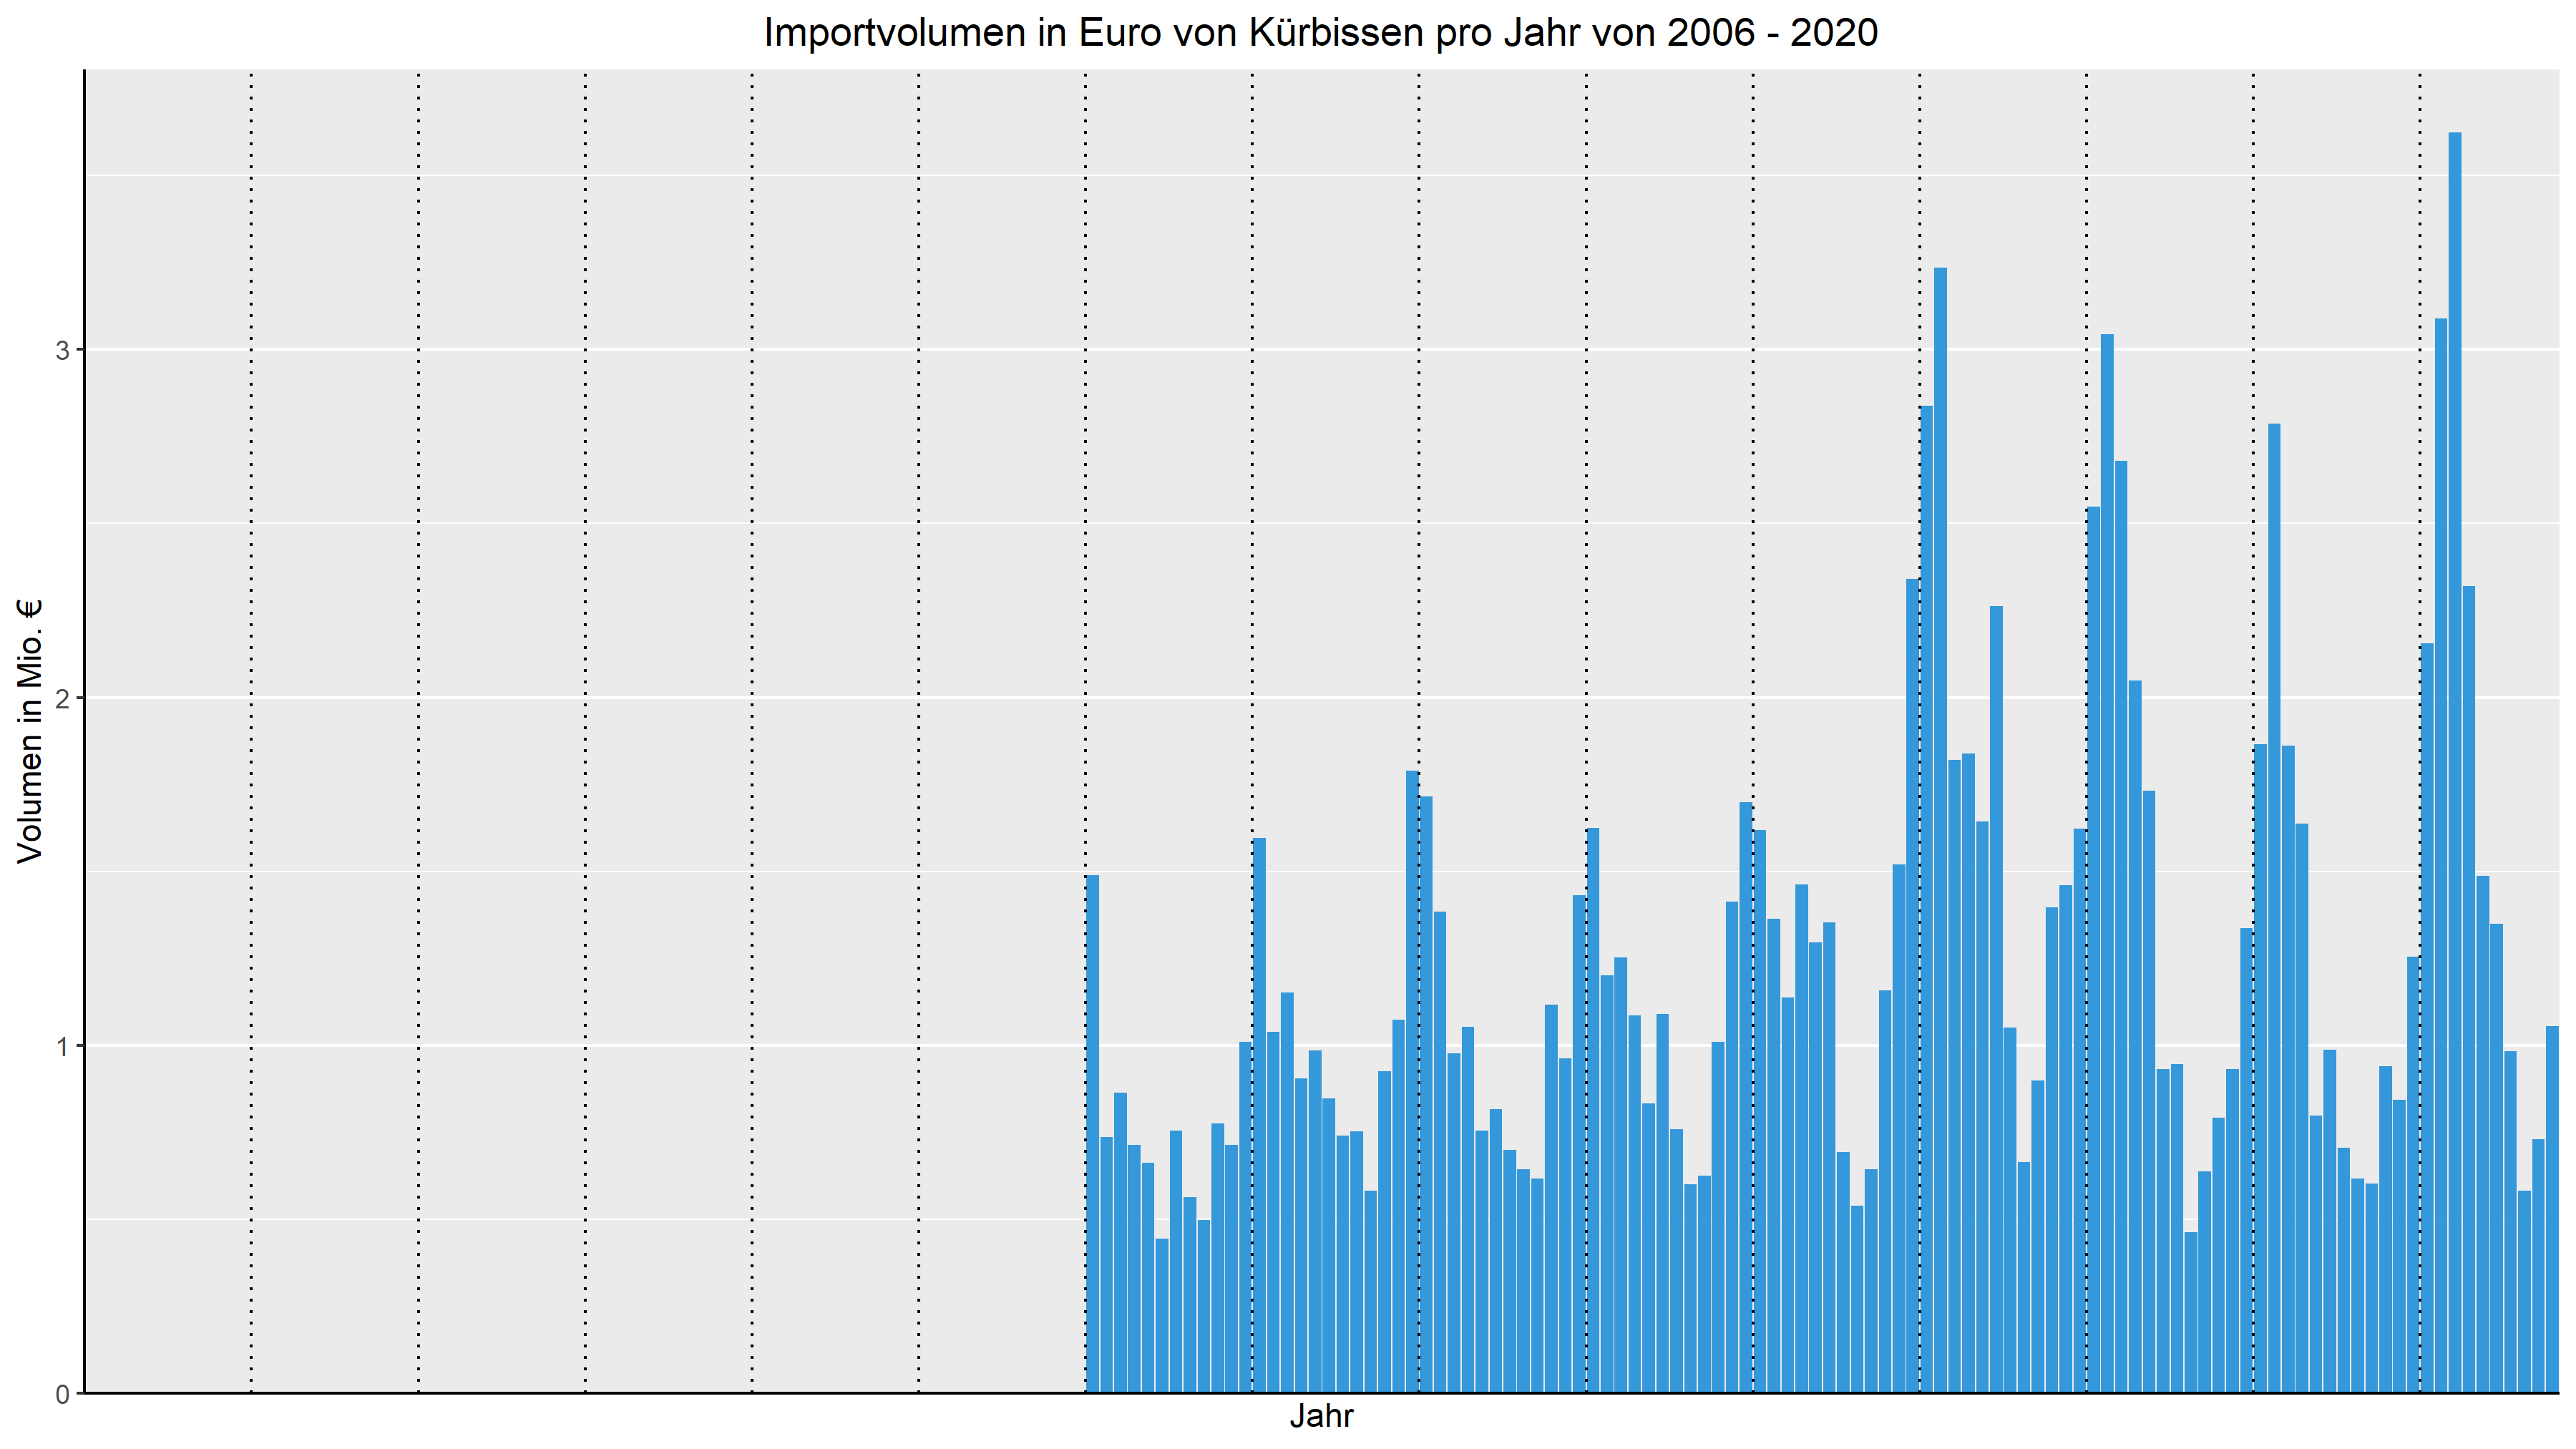 Importvolumen in Euro von Kürbissen pro Jahr von 2006 - 2020
Volumen in Mio. €
3
2
1
0
Jahr